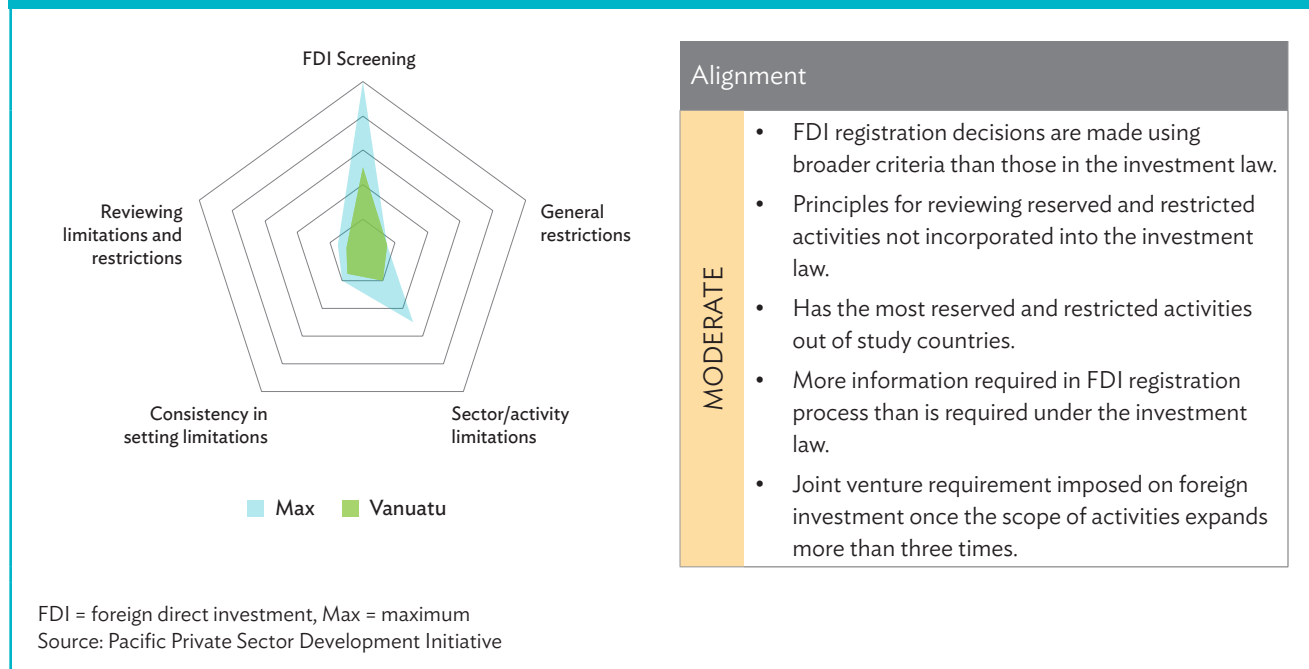 FDI Screening
General
restrictions
Sector/activity
limitations
Consistency in
setting limitations
Reviewing
limitations and
restrictions
Max
Vanuatu
Alignment
MODERATE
• FDI registration decisions are made using
broader criteria than those in the investment law.
• Principles for reviewing reserved and restricted
activities not incorporated into the investment
law.
• Has the most reserved and restricted activities
out of study countries.
• More information required in FDI registration
process than is required under the investment
law.
• Joint venture requirement imposed on foreign
investment once the scope of activities expands
more than three times.
FDI = foreign direct investment, Max = maximum
Source: Pacific Private Sector Development Initiative